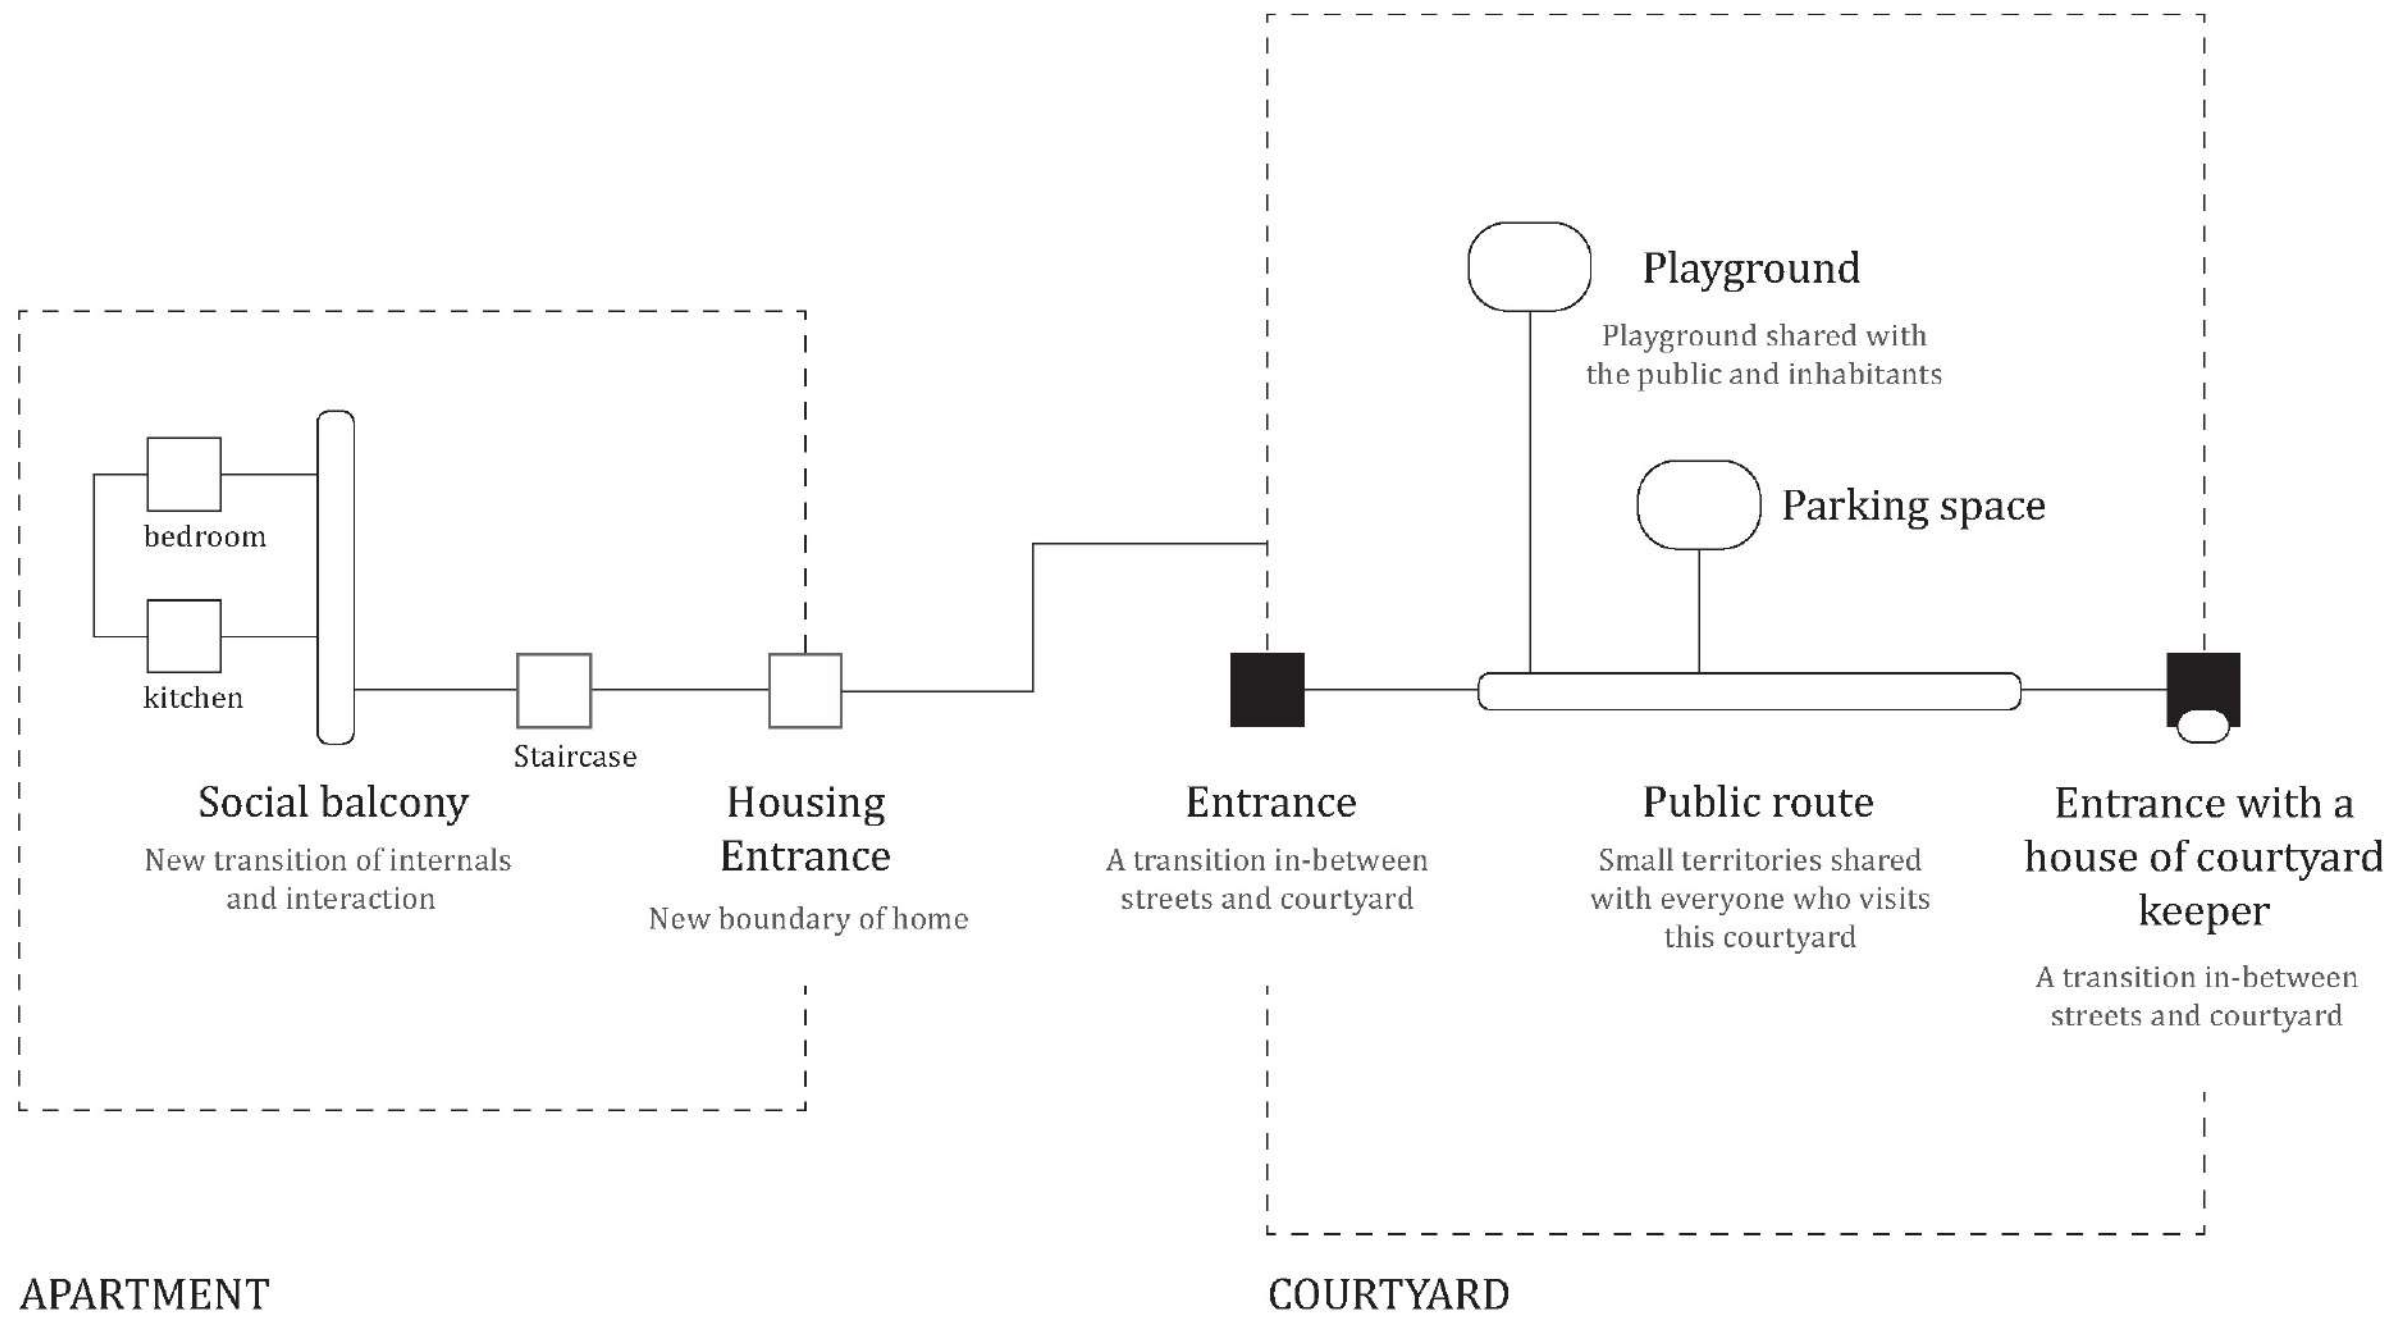 Playground
Playground shared with
the public and inhabitants
Parking space
bedroom
kitchen
Staircase
Social balcony
New transition of internals
and interaction
Housing
Entrance
New boundary of home
Entrance
A transition in-between
streets and courtyard
Public route
Small territories shared
with everyone who visits
this courtyard
Entrance with a
house of courtyard
keeper
A transition in-between
streets and courtyard
APARTMENT
COURTYARD